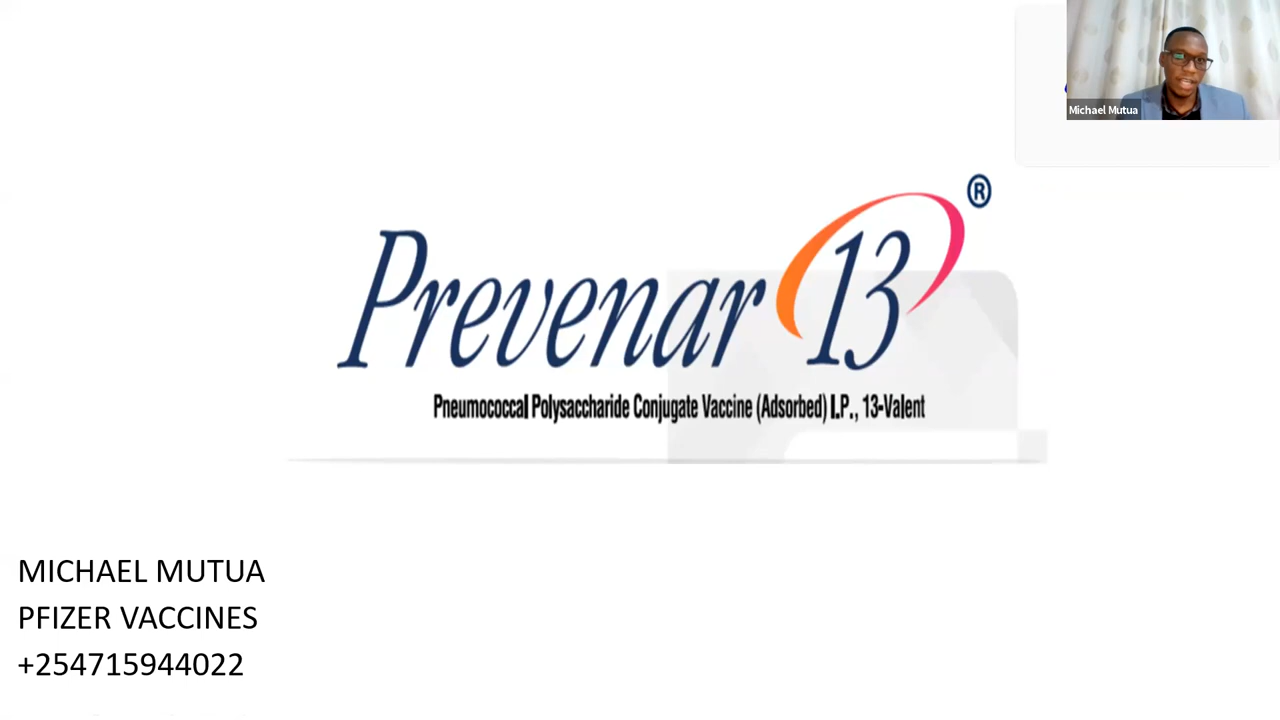 Michael Mutua
Prevenar 13®
Pneumococcal Polysaccharide Conjugate Vaccine (Adsorbed) I.P., 13-Valent
MICHAEL MUTUA
PFIZER VACCINES
+254715944022